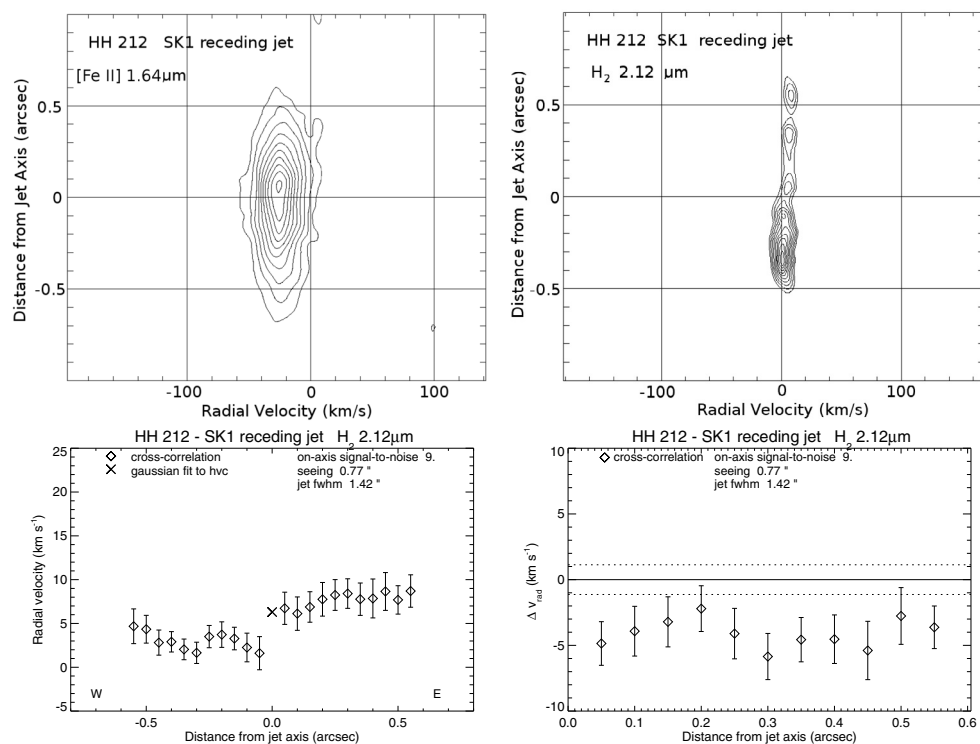 HH 212 SK1 receding jet
[Fe II] 1.64μm
Distance from Jet Axis (arcsec)
0.5
0
-0.5
-100 0 100
Radial Velocity (km/s)
HH 212 SK1 receding jet
H2 2.12 μm
Distance from Jet Axis (arcsec)
0.5
0
-0.5
-100 0 100
Radial Velocity (km/s)
HH 212 - SK1 receding jet H2 2.12μm
cross-correlation
gaussian fit to hvc
on-axis signal-to-noise 9.
seeing 0.77 "
jet fwhm 1.42 "
Radial velocity (km s-1)
25
20
15
10
5
0
-5
W
E
-0.5 0.0 0.5
Distance from jet axis (arcsec)
HH 212 - SK1 receding jet H2 2.12μm
cross-correlation
on-axis signal-to-noise 9.
seeing 0.77 "
jet fwhm 1.42 "
Δ vrad (km s-1)
10
5
0
-5
-10
0.0 0.1 0.2 0.3 0.4 0.5 0.6
Distance from jet axis (arcsec)